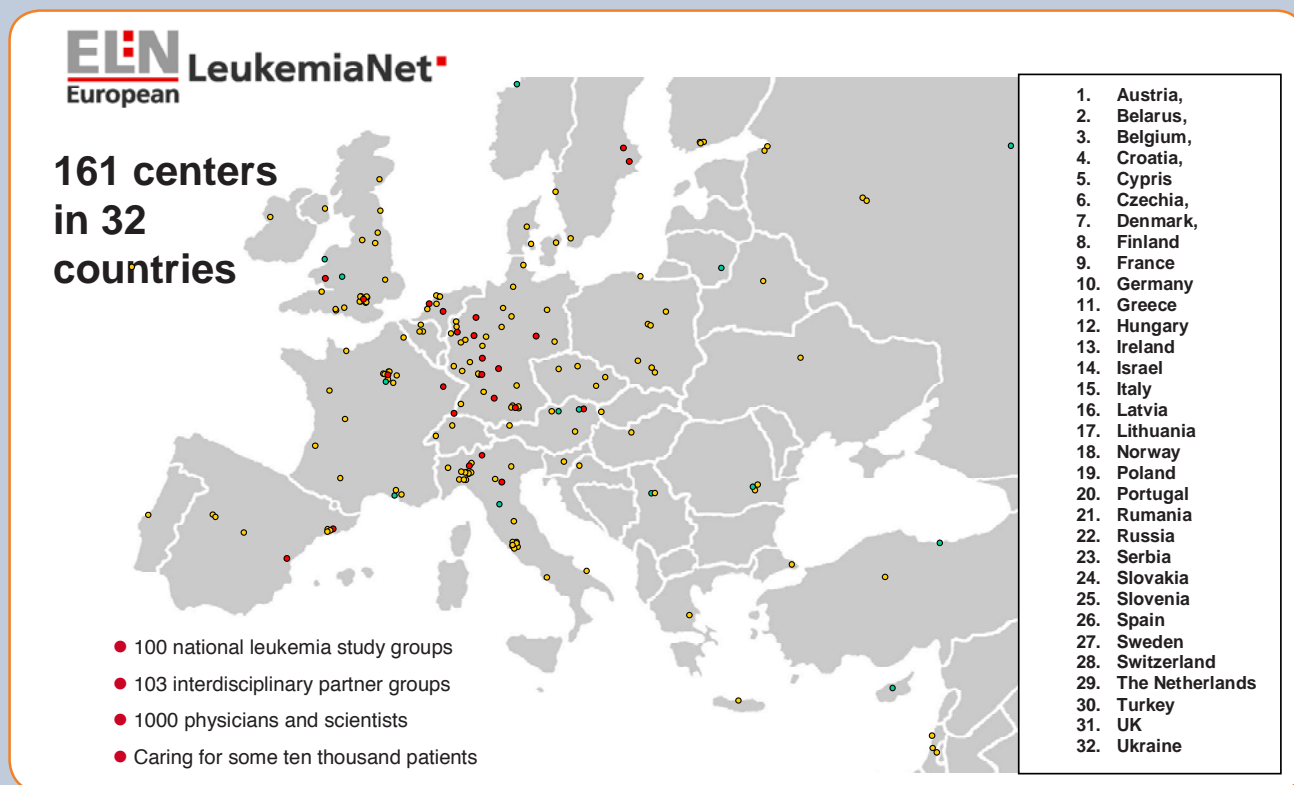 ELN LeukemiaNet
European
161 centers
in 32
countries
100 national leukemia study groups
103 interdisciplinary partner groups
1000 physicians and scientists
Caring for some ten thousand patients
1. Austria,
2. Belarus,
3. Belgium,
4. Croatia,
5. Cypris
6. Czechia,
7. Denmark,
8. Finland
9. France
10. Germany
11. Greece
12. Hungary
13. Ireland
14. Israel
15. Italy
16. Latvia
17. Lithuania
18. Norway
19. Poland
20. Portugal
21. Rumania
22. Russia
23. Serbia
24. Slovakia
25. Slovenia
26. Spain
27. Sweden
28. Switzerland
29. The Netherlands
30. Turkey
31. UK
32. Ukraine